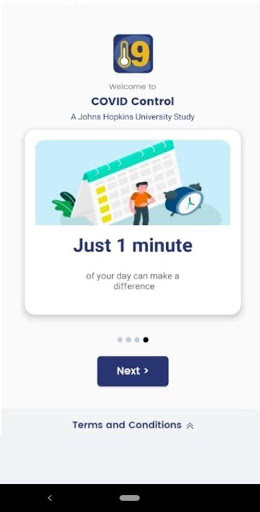 19
Welcome to
COVID Control
A Johns Hopkins University Study
Just 1 minute
of your day can make a
difference
Next >
Terms and Conditions